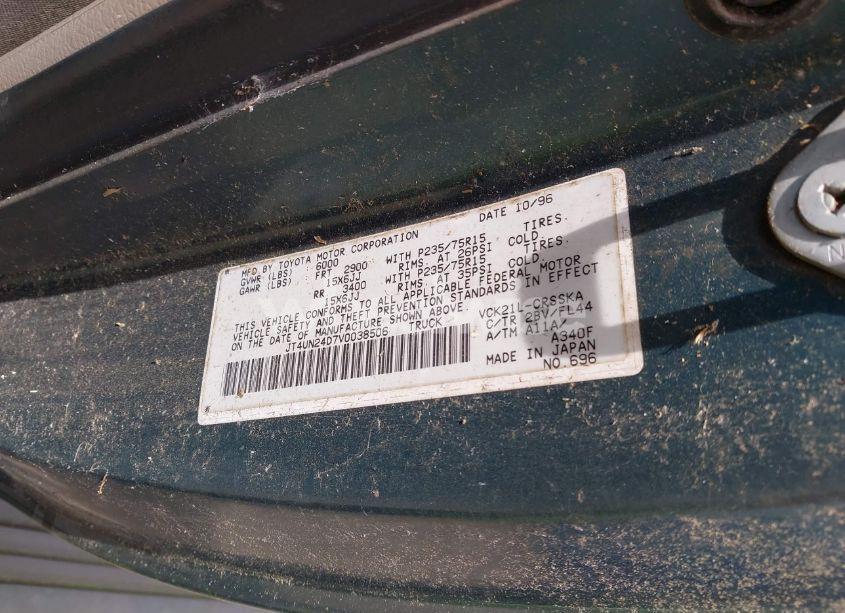 MFD BY TOYOTA MOTOR CORPORATION DATE 10/96
GVWR (LBS) : 6000
GAWR (LBS) : FRT 2900 WITH P235/75R15 TIRES.
15X6JJ RIMS. AT 26PSI COLD.
RR 3400 WITH P235/75R15 TIRES.
15X6JJ RIMS. AT 35PSI COLD.
THIS VEHICLE CONFORMS TO ALL APPLICABLE FEDERAL MOTOR
VEHICLE SAFETY AND THEFT PREVENTION STANDARDS IN EFFECT
ON THE DATE OF MANUFACTURE SHOWN ABOVE.
JT4UN24D7V0038506 TRUCK
VCK21L-CRSSKA
C/TR 2BV/FL44
A/TM A11A/
A340F
MADE IN JAPAN
NO.696
N